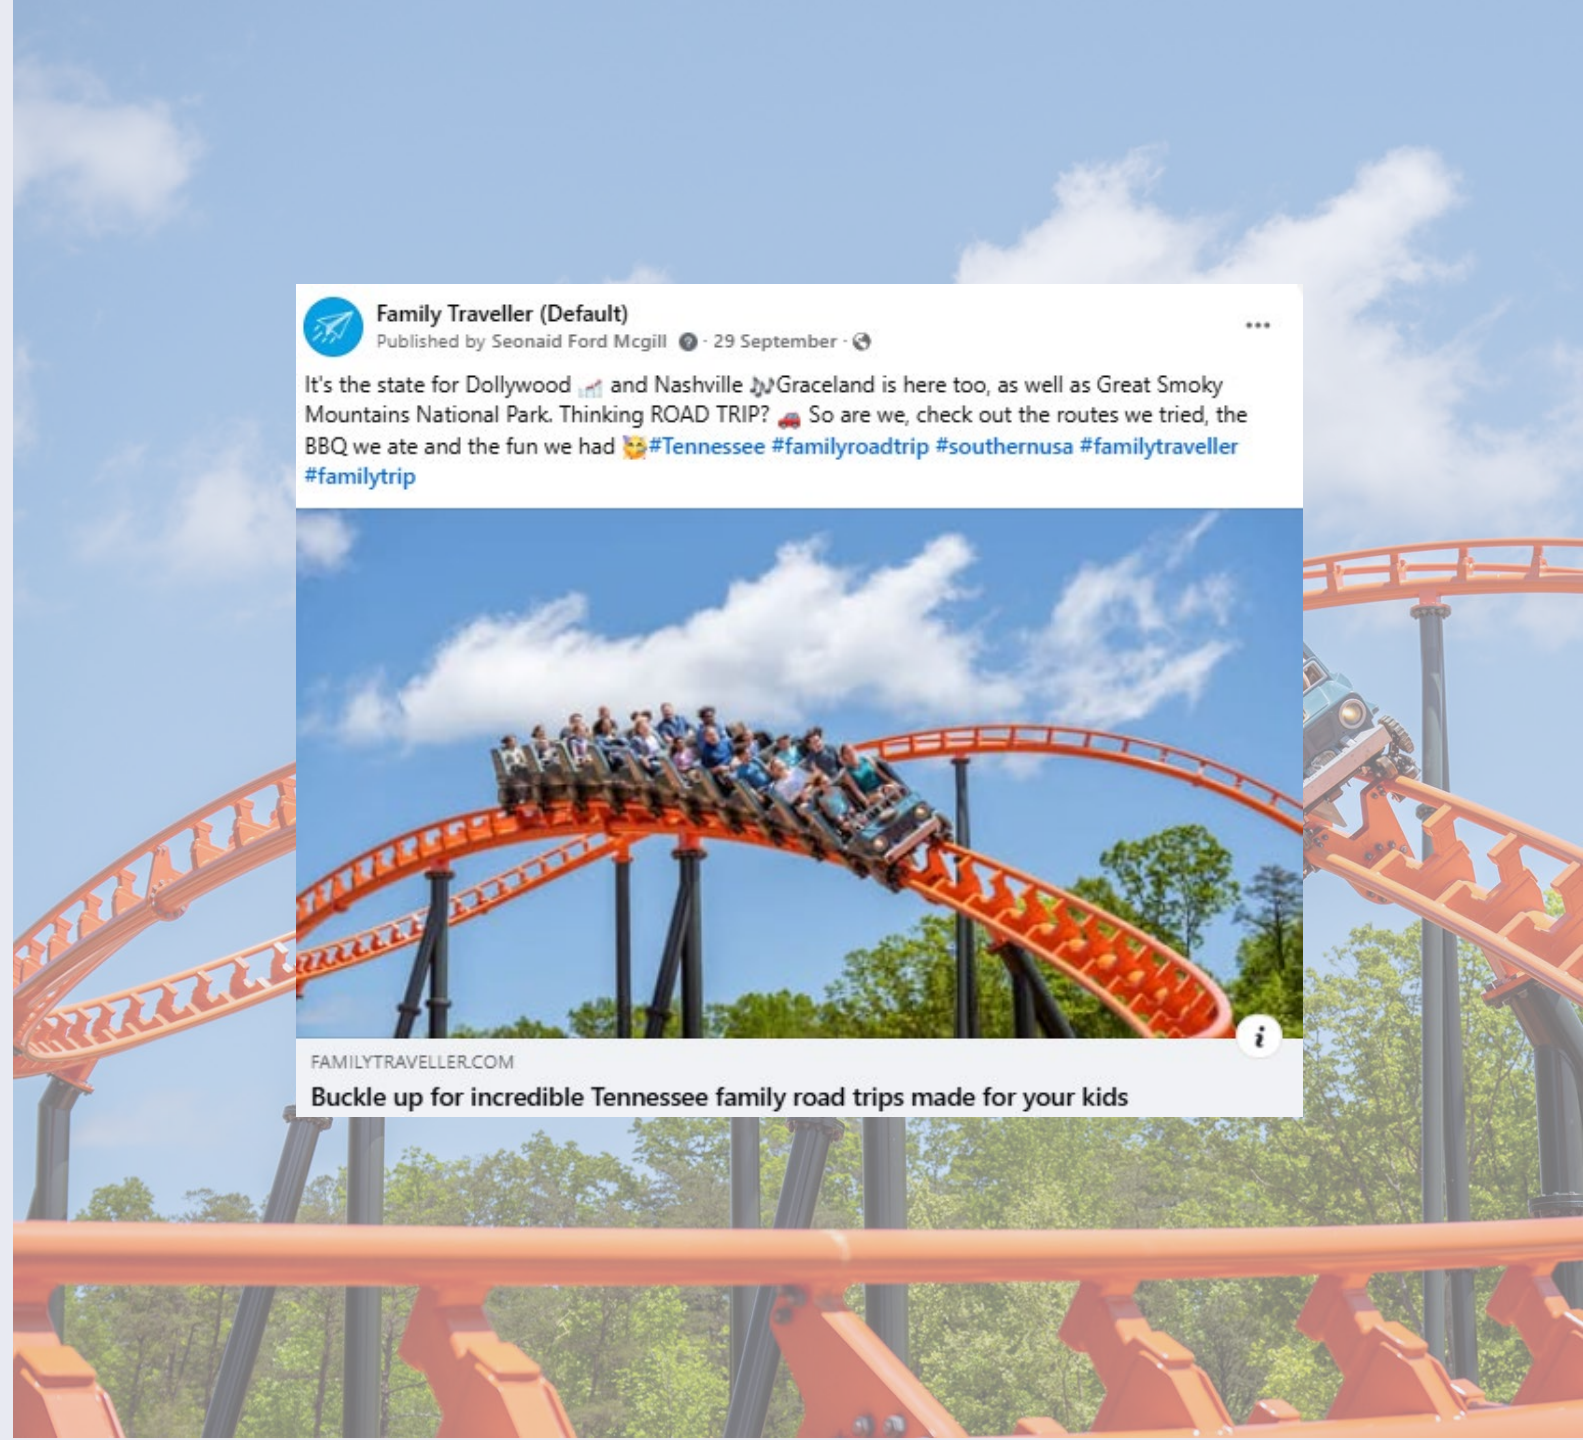 Family Traveller (Default)
Published by Seonaid Ford Mcgill · 29 September ·
It's the state for Dollywood 🎢 and Nashville 🎶Graceland is here too, as well as Great Smoky
Mountains National Park. Thinking ROAD TRIP? 🚗 So are we, check out the routes we tried, the
BBQ we ate and the fun we had 🥳#Tennessee #familyroadtrip #southernusa #familytraveller
#familytrip
FAMILYTRAVELLER.COM
Buckle up for incredible Tennessee family road trips made for your kids